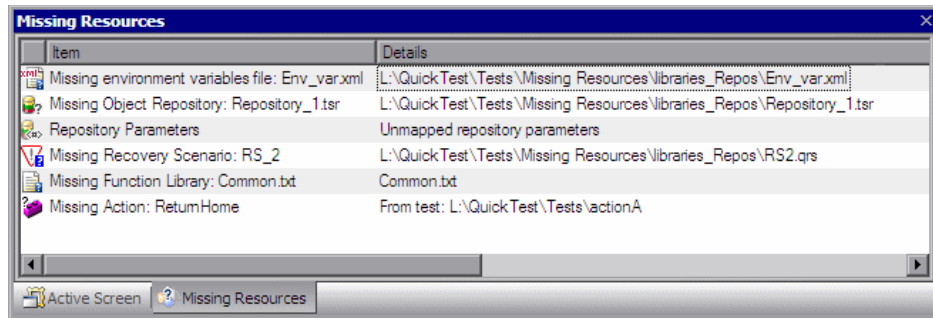 Missing Resources
Item Details
Missing environment variables file: Env_var.xml L:\QuickTest\Tests\Missing Resources\libraries_Repos\Env_var.xml
Missing Object Repository: Repository_1.tsr L:\QuickTest\Tests\Missing Resources\libraries_Repos\Repository_1.tsr
Repository Parameters Unmapped repository parameters
Missing Recovery Scenario: RS_2 L:\QuickTest\Tests\Missing Resources\libraries_Repos\RS2.qrs
Missing Function Library: Common.txt Common.txt
Missing Action: ReturnHome From test: L:\QuickTest\Tests\actionA
Active Screen Missing Resources